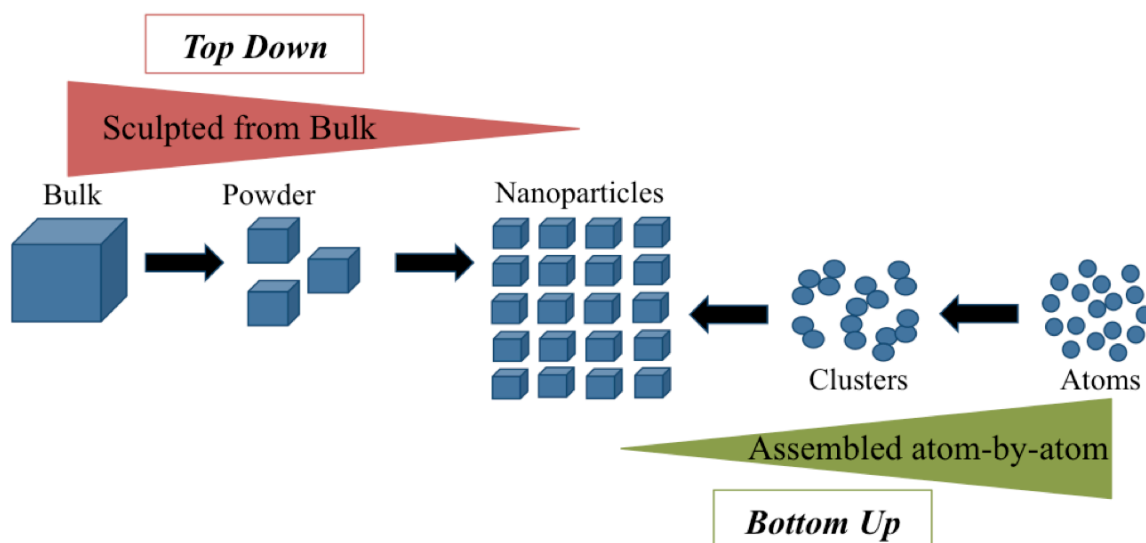 Top Down
Sculpted from Bulk
Bulk
Powder
Nanoparticles
Clusters
Atoms
Assembled atom-by-atom
Bottom Up